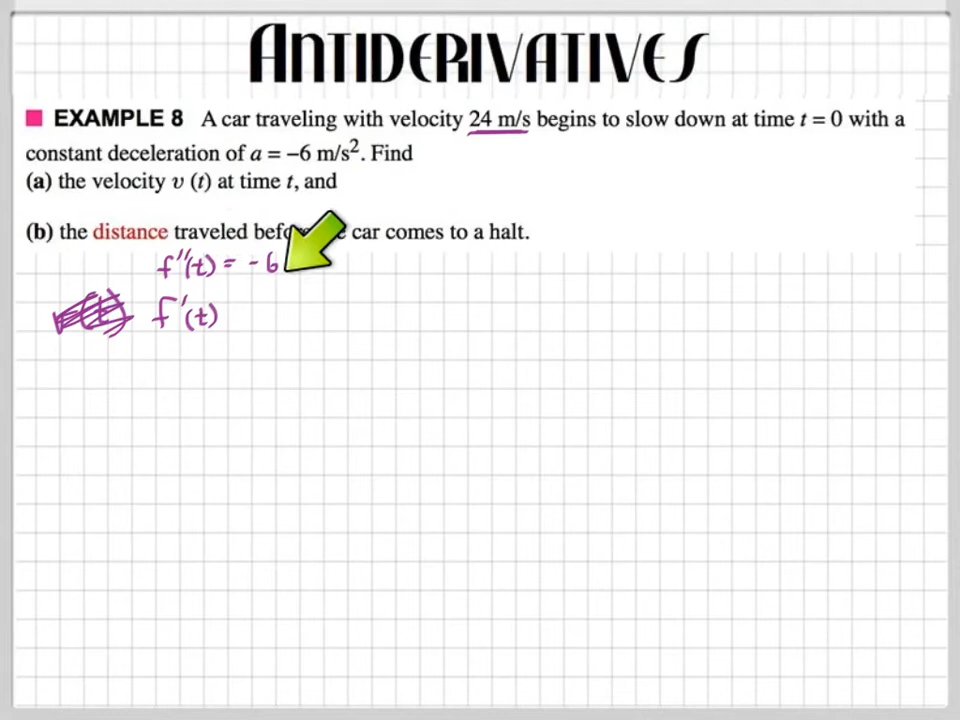 ANTIDERIVATIVES
EXAMPLE 8 A car traveling with velocity 24 m/s begins to slow down at time t = 0 with a
constant deceleration of a = –6 m/s². Find
(a) the velocity v (t) at time t, and
(b) the distance traveled car comes to a halt.
f''(t) = -6
f'(t)